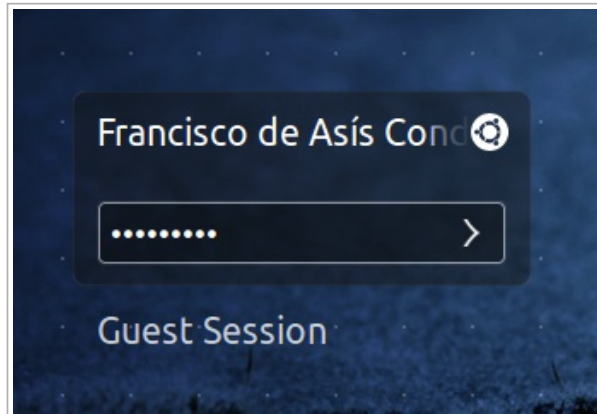 Francisco de Asís Cond
•••••••••
Guest Session